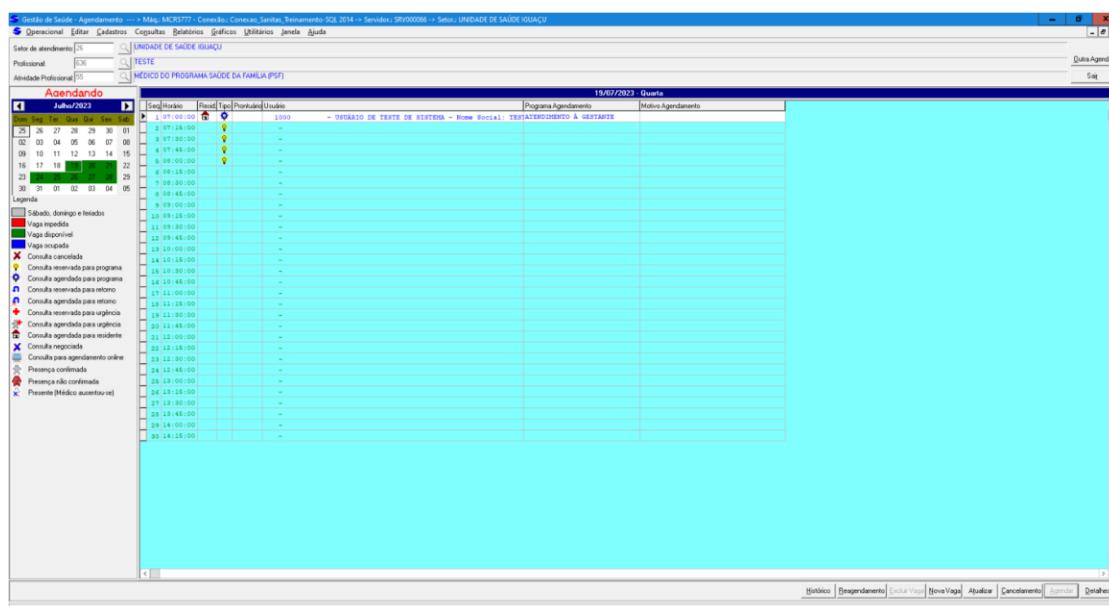 Gestão de Saúde - Agendamento ---> Máq.: MCR5777 - Conexão.: Conexao_Sanitas_Treinamento-SQL 2014 -> Servidor.: SRV000066 -> Setor.: UNIDADE DE SAÚDE IGUAÇU
Operacional Editar Cadastros Consultas Relatórios Gráficos Utilitários Janela Ajuda
Setor de atendimento: 26 UNIDADE DE SAÚDE IGUAÇU
Profissional: 636 TESTE Outra Agend
Atividade Profissional: 55 MÉDICO DO PROGRAMA SAÚDE DA FAMÍLIA (PSF) Sair
Agendando
Julho/2023
Dom Seg Ter Qua Qui Sex Sab
25 26 27 28 29 30 01
02 03 04 05 06 07 08
09 10 11 12 13 14 15
16 17 18 19 20 21 22
23 24 25 26 27 28 29
30 31 01 02 03 04 05
Legenda
Sábado, domingo e feriados
Vaga impedida
Vaga disponível
Vaga ocupada
Consulta cancelada
Consulta reservada para programa
Consulta agendada para programa
Consulta reservada para retorno
Consulta agendada para retorno
Consulta reservada para urgência
Consulta agendada para urgência
Consulta agendada para residente
Consulta negociada
Consulta para agendamento online
Presença confirmada
Presença não confirmada
Presente (Médico ausentou-se)
19/07/2023 - Quarta
Seq Horário Resid. Tipo Prontuário Usuário Programa Agendamento Motivo Agendamento
1 07:00:00 1000 - USUÁRIO DE TESTE DE SISTEMA - Nome Social: TES ATENDIMENTO À GESTANTE
2 07:15:00 -
3 07:30:00 -
4 07:45:00 -
5 08:00:00 -
6 08:15:00 -
7 08:30:00 -
8 08:45:00 -
9 09:00:00 -
10 09:15:00 -
11 09:30:00 -
12 09:45:00 -
13 10:00:00 -
14 10:15:00 -
15 10:30:00 -
16 10:45:00 -
17 11:00:00 -
18 11:15:00 -
19 11:30:00 -
20 11:45:00 -
21 12:00:00 -
22 12:15:00 -
23 12:30:00 -
24 12:45:00 -
25 13:00:00 -
26 13:15:00 -
27 13:30:00 -
28 13:45:00 -
29 14:00:00 -
30 14:15:00 -
Histórico Reagendamento Excluir Vaga Nova Vaga Atualizar Cancelamento Agendar Detalhes